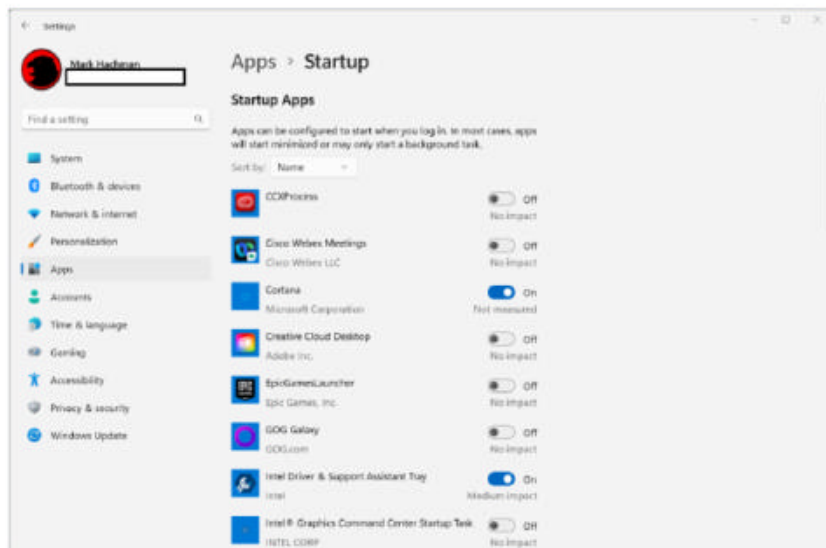 Settings
Mark Hachman
Find a setting
System
Bluetooth & devices
Network & internet
Personalization
Apps
Accounts
Time & language
Gaming
Accessibility
Privacy & security
Windows Update
Apps > Startup
Startup Apps
Apps can be configured to start when you log in. In most cases, apps
will start minimized or may only start a background task.
Sort by: Name
CCXProcess
Off
No impact
Cisco Webex Meetings
Off
Cisco Webex LLC
No impact
Cortana
On
Microsoft Corporation
Not measured
Creative Cloud Desktop
Off
Adobe Inc.
No impact
EpicGamesLauncher
Off
Epic Games, Inc.
No impact
GOG Galaxy
Off
GOG.com
No impact
Intel Driver & Support Assistant Tray
On
Intel
Medium impact
Intel® Graphics Command Center Startup Task
Off
INTEL CORP
No impact